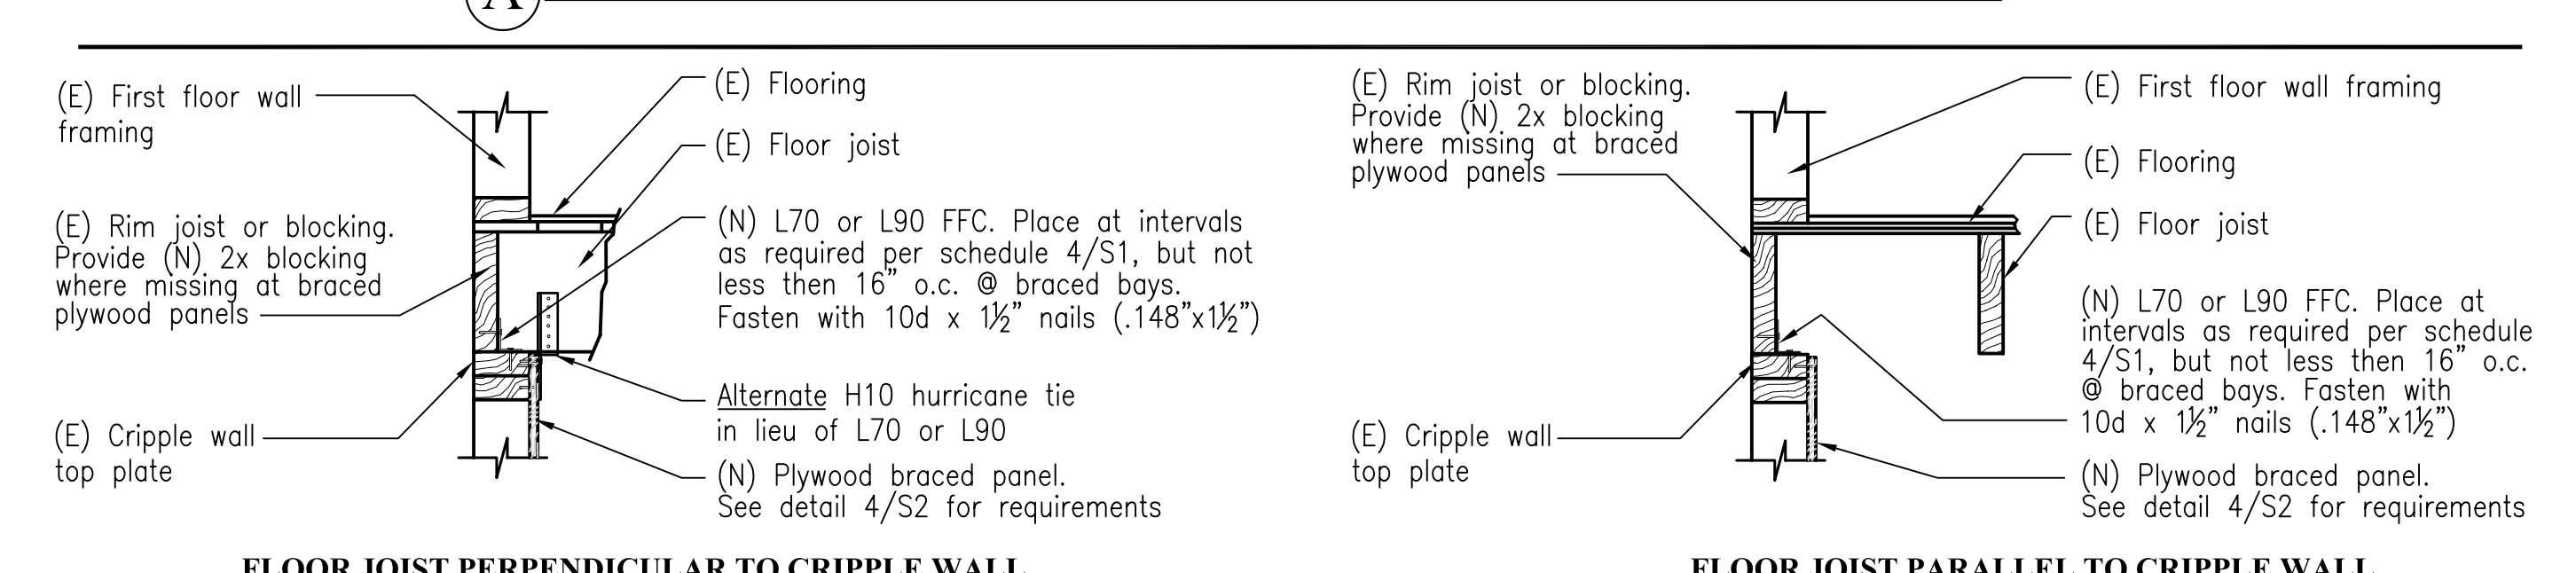 A
(E) First floor wall
framing
(E) Rim joist or blocking.
Provide (N) 2x blocking
where missing at braced
plywood panels
(E) Cripple wall
top plate
(E) Flooring
(E) Floor joist
(N) L70 or L90 FFC. Place at intervals
as required per schedule 4/S1, but not
less then 16" o.c. @ braced bays.
Fasten with 10d x 1½" nails (.148"x1½")
Alternate H10 hurricane tie
in lieu of L70 or L90
(N) Plywood braced panel.
See detail 4/S2 for requirements
FLOOR JOIST PERPENDICULAR TO CRIPPLE WALL
(E) Rim joist or blocking.
Provide (N) 2x blocking
where missing at braced
plywood panels
(E) Cripple wall
top plate
(E) First floor wall framing
(E) Flooring
(E) Floor joist
(N) L70 or L90 FFC. Place at
intervals as required per schedule
4/S1, but not less then 16" o.c.
@ braced bays. Fasten with
10d x 1½" nails (.148"x1½")
(N) Plywood braced panel.
See detail 4/S2 for requirements
FLOOR JOIST PARALLEL TO CRIPPLE WALL